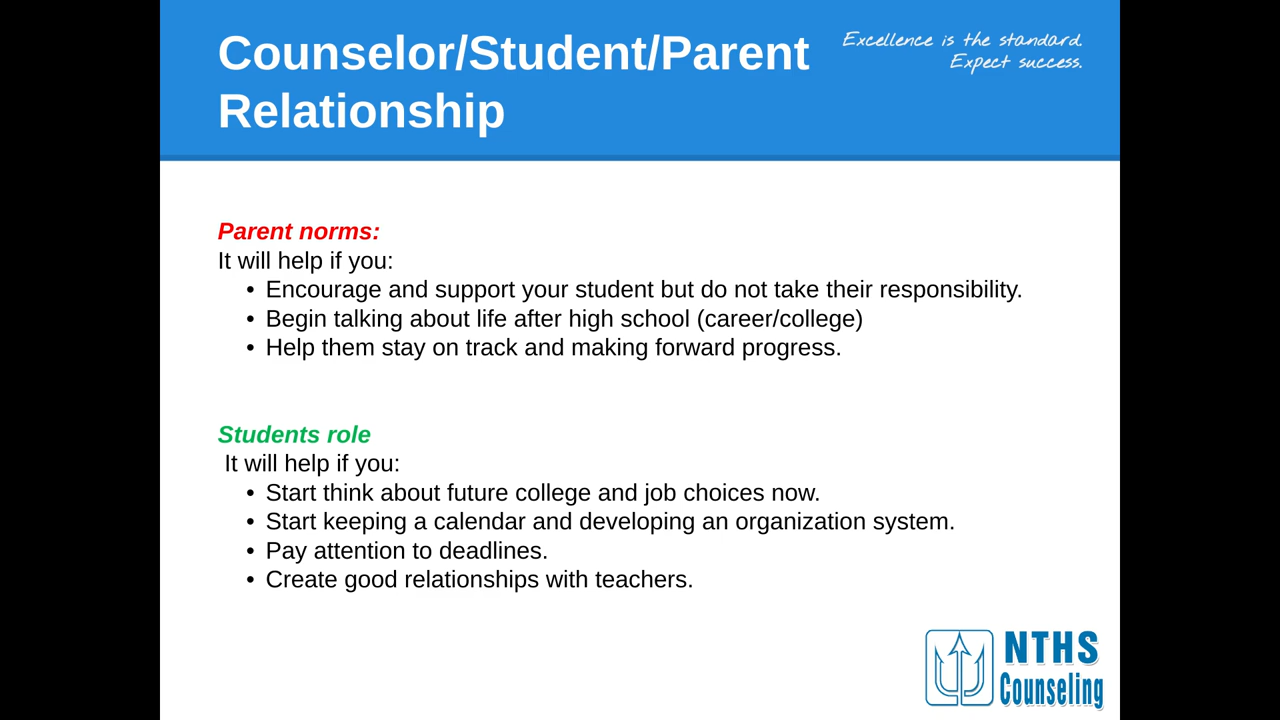 Counselor/Student/Parent
Relationship
Excellence is the standard.
Expect success.
Parent norms:
It will help if you:
• Encourage and support your student but do not take their responsibility.
• Begin talking about life after high school (career/college)
• Help them stay on track and making forward progress.
Students role
It will help if you:
• Start think about future college and job choices now.
• Start keeping a calendar and developing an organization system.
• Pay attention to deadlines.
• Create good relationships with teachers.
NTHS
Counseling